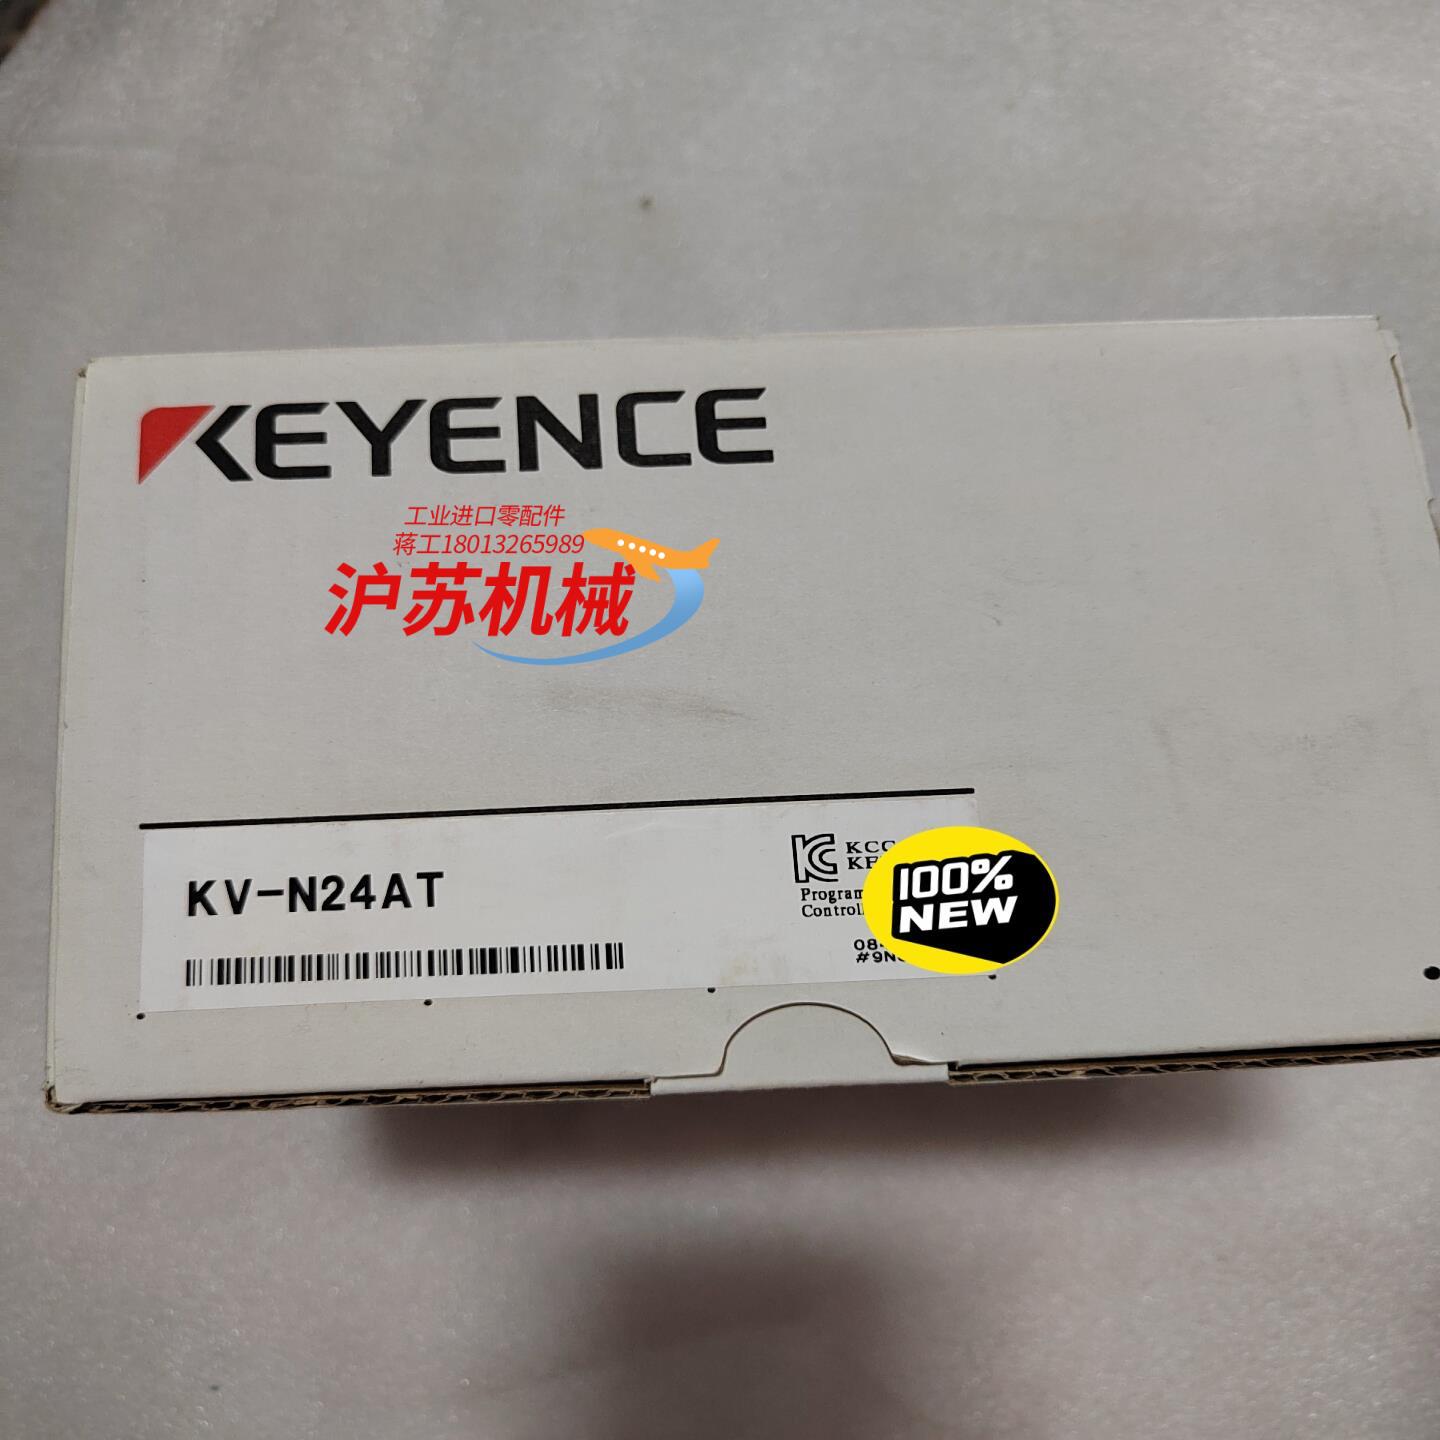 KEYENCE
工业进口零配件
蒋工18013265989
沪苏机械
KV-N24AT
100%
NEW